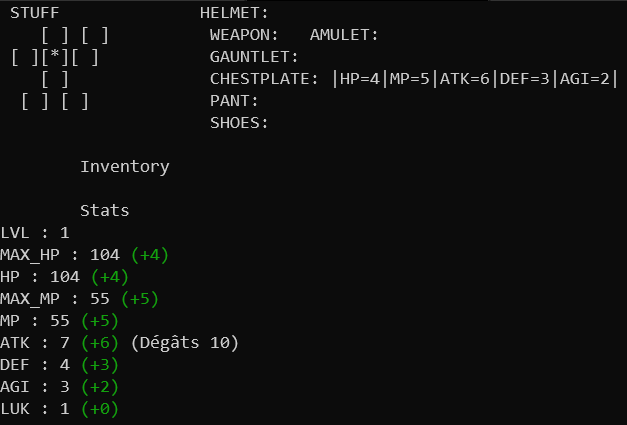 STUFF HELMET:
[ ] [ ] WEAPON: AMULET:
[ ][*][ ] GAUNTLET:
[ ] CHESTPLATE: |HP=4|MP=5|ATK=6|DEF=3|AGI=2|
[ ] [ ] PANT:
SHOES:
Inventory
Stats
LVL : 1
MAX_HP : 104 (+4)
HP : 104 (+4)
MAX_MP : 55 (+5)
MP : 55 (+5)
ATK : 7 (+6) (Dégâts 10)
DEF : 4 (+3)
AGI : 3 (+2)
LUK : 1 (+0)